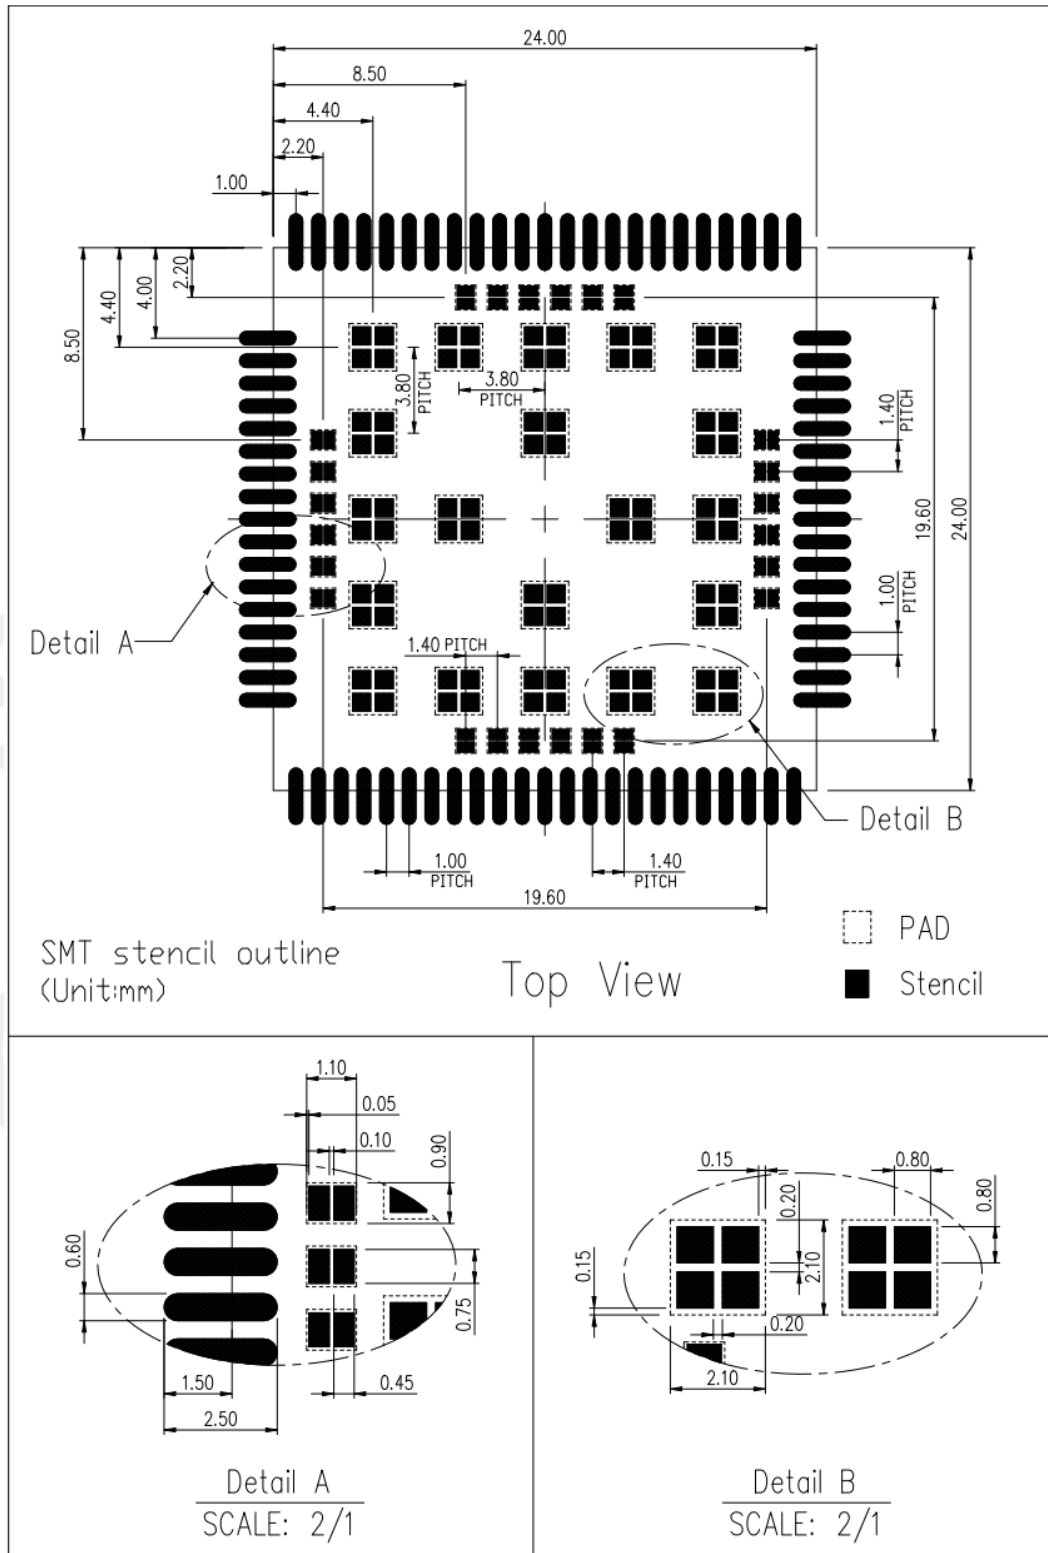 24.00
8.50
4.40
2.20
1.00
2.20
4.00
4.40
8.50
3.80
PITCH
3.80
PITCH
1.40
PITCH
19.60
24.00
1.00
PITCH
Detail A
1.40 PITCH
Detail B
1.00
PITCH
1.40
PITCH
19.60
SMT stencil outline
(Unit:mm)
Top View
PAD
Stencil
1.10
0.05
0.10
0.90
0.60
0.75
1.50
0.45
2.50
Detail A
SCALE: 2/1
0.15
0.20
0.80
0.80
0.15
2.10
0.20
2.10
Detail B
SCALE: 2/1